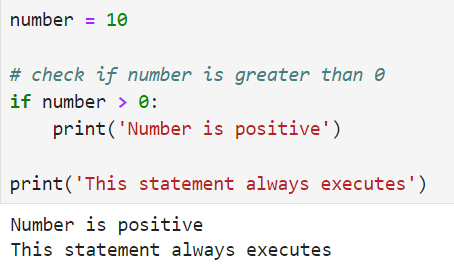 number = 10
# check if number is greater than 0
if number > 0:
    print('Number is positive')
print('This statement always executes')
Number is positive
This statement always executes